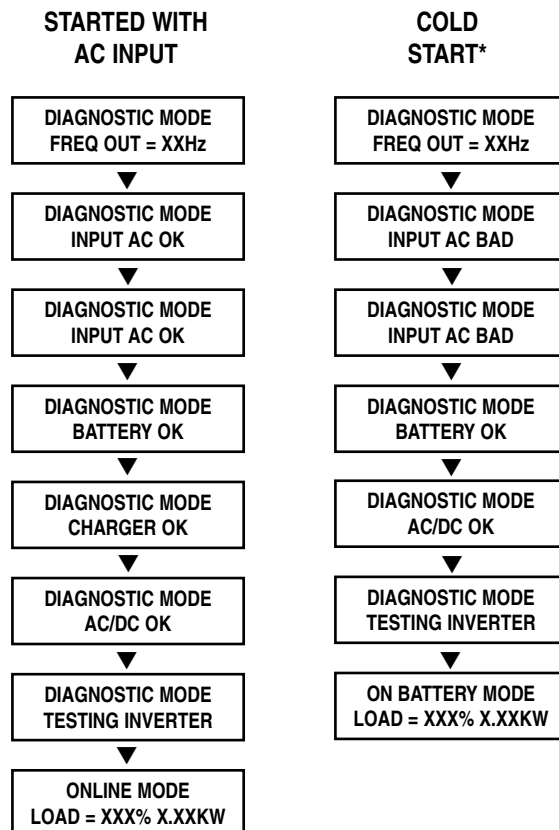 STARTED WITH
AC INPUT
DIAGNOSTIC MODE
FREQ OUT = XXHz
DIAGNOSTIC MODE
INPUT AC OK
DIAGNOSTIC MODE
INPUT AC OK
DIAGNOSTIC MODE
BATTERY OK
DIAGNOSTIC MODE
CHARGER OK
DIAGNOSTIC MODE
AC/DC OK
DIAGNOSTIC MODE
TESTING INVERTER
ONLINE MODE
LOAD = XXX% X.XXKW
COLD
START*
DIAGNOSTIC MODE
FREQ OUT = XXHz
DIAGNOSTIC MODE
INPUT AC BAD
DIAGNOSTIC MODE
INPUT AC BAD
DIAGNOSTIC MODE
BATTERY OK
DIAGNOSTIC MODE
AC/DC OK
DIAGNOSTIC MODE
TESTING INVERTER
ON BATTERY MODE
LOAD = XXX% X.XXKW